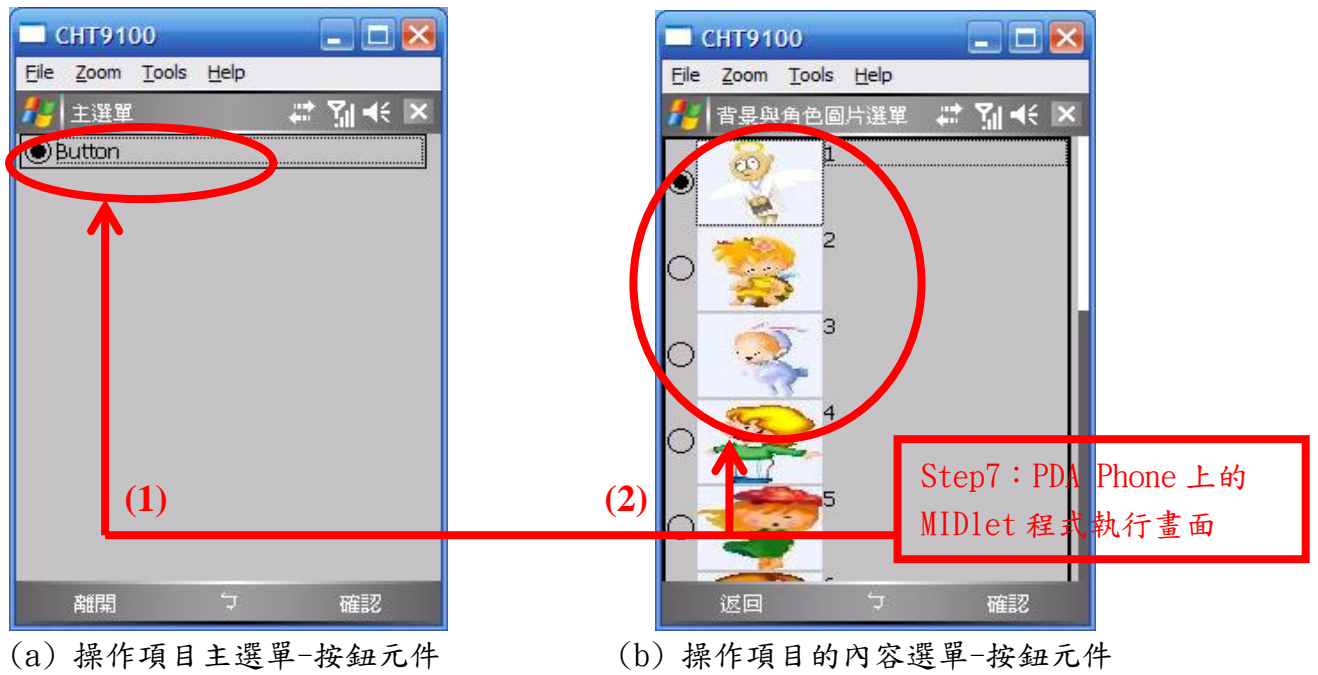 CHT9100
File Zoom Tools Help
主選單
Button
(1)
離開 ㄅ 確認
(a) 操作項目主選單-按鈕元件
CHT9100
File Zoom Tools Help
背景與角色圖片選單
1
2
3
4
5
(2)
Step7：PDA Phone 上的
MIDlet 程式執行畫面
返回 ㄅ 確認
(b) 操作項目的內容選單-按鈕元件